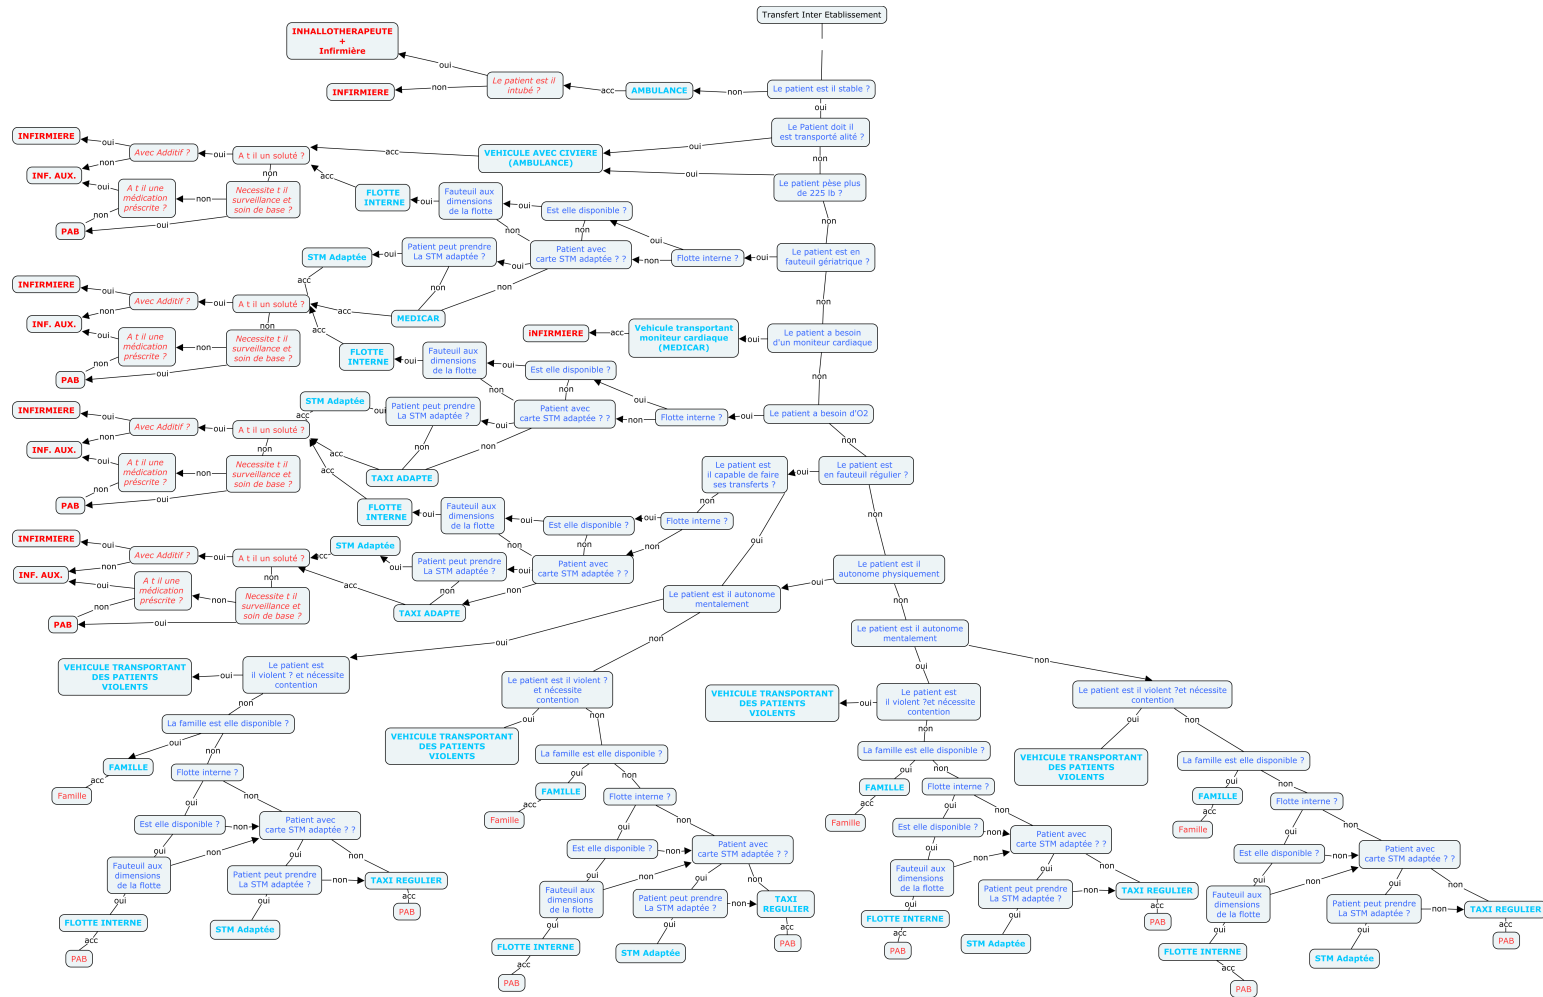 Transfert Inter Etablissement
INHALLOTHERAPEUTE
+
Infirmière
oui
Le patient est il
intubé ?
non
INFIRMIERE
acc
AMBULANCE
non
Le patient est il stable ?
oui
Le Patient doit il
est transporté alité ?
oui
non
VEHICULE AVEC CIVIERE
(AMBULANCE)
acc
oui
Le patient pèse plus
de 225 lb ?
non
INFIRMIERE
oui
Avec Additif ?
oui
A t il un soluté ?
non
INF. AUX.
non
oui
A t il une
médication
préscrite ?
non
Necessite t il
surveillance et
soin de base ?
non
oui
PAB
acc
FLOTTE
INTERNE
oui
Fauteuil aux
dimensions
de la flotte
oui
Est elle disponible ?
non
non
oui
Patient avec
carte STM adaptée ? ?
non
Flotte interne ?
oui
Le patient est en
fauteuil gériatrique ?
non
STM Adaptée
oui
Patient peut prendre
La STM adaptée ?
oui
non
non
acc
MEDICAR
acc
INFIRMIERE
oui
Avec Additif ?
oui
A t il un soluté ?
non
INF. AUX.
non
oui
A t il une
médication
préscrite ?
non
Necessite t il
surveillance et
soin de base ?
non
oui
PAB
acc
iNFIRMIERE
acc
Vehicule transportant
moniteur cardiaque
(MEDICAR)
oui
Le patient a besoin
d'un moniteur cardiaque
non
FLOTTE
INTERNE
oui
Fauteuil aux
dimensions
de la flotte
oui
Est elle disponible ?
non
non
oui
Patient avec
carte STM adaptée ? ?
non
Flotte interne ?
oui
Le patient a besoin d'O2
non
STM Adaptée
oui
acc
Patient peut prendre
La STM adaptée ?
oui
non
non
TAXI ADAPTE
acc
INFIRMIERE
oui
Avec Additif ?
oui
A t il un soluté ?
non
INF. AUX.
non
oui
A t il une
médication
préscrite ?
non
Necessite t il
surveillance et
soin de base ?
non
oui
PAB
acc
Le patient est
il capable de faire
ses transferts ?
oui
Le patient est
en fauteuil régulier ?
non
non
oui
FLOTTE
INTERNE
oui
Fauteuil aux
dimensions
de la flotte
oui
Est elle disponible ?
oui
Flotte interne ?
non
non
non
Patient avec
carte STM adaptée ? ?
STM Adaptée
oui
acc
Patient peut prendre
La STM adaptée ?
oui
non
non
TAXI ADAPTE
acc
INFIRMIERE
oui
Avec Additif ?
oui
A t il un soluté ?
non
INF. AUX.
non
oui
A t il une
médication
préscrite ?
non
Necessite t il
surveillance et
soin de base ?
non
oui
PAB
Le patient est il
autonome physiquement
oui
non
Le patient est il autonome
mentalement
oui
non
Le patient est il autonome
mentalement
oui
non
VEHICULE TRANSPORTANT
DES PATIENTS
VIOLENTS
oui
Le patient est
il violent ? et nécessite
contention
non
La famille est elle disponible ?
oui
non
FAMILLE
acc
Famille
Flotte interne ?
oui
non
Est elle disponible ?
non
oui
Patient avec
carte STM adaptée ? ?
Fauteuil aux
dimensions
de la flotte
non
oui
oui
non
Patient peut prendre
La STM adaptée ?
non
TAXI REGULIER
acc
PAB
oui
FLOTTE INTERNE
acc
PAB
STM Adaptée
Le patient est il violent ?
et nécessite
contention
oui
non
VEHICULE TRANSPORTANT
DES PATIENTS
VIOLENTS
La famille est elle disponible ?
oui
non
FAMILLE
acc
Famille
Flotte interne ?
oui
non
Est elle disponible ?
non
oui
Patient avec
carte STM adaptée ? ?
Fauteuil aux
dimensions
de la flotte
non
oui
oui
non
Patient peut prendre
La STM adaptée ?
non
TAXI
REGULIER
acc
PAB
oui
FLOTTE INTERNE
acc
PAB
STM Adaptée
VEHICULE TRANSPORTANT
DES PATIENTS
VIOLENTS
oui
Le patient est
il violent ?et nécessite
contention
non
La famille est elle disponible ?
oui
non
FAMILLE
acc
Famille
Flotte interne ?
oui
non
Est elle disponible ?
non
oui
Patient avec
carte STM adaptée ? ?
Fauteuil aux
dimensions
de la flotte
non
oui
oui
non
Patient peut prendre
La STM adaptée ?
non
TAXI REGULIER
acc
PAB
oui
FLOTTE INTERNE
acc
PAB
STM Adaptée
Le patient est il violent ?et nécessite
contention
oui
non
VEHICULE TRANSPORTANT
DES PATIENTS
VIOLENTS
La famille est elle disponible ?
oui
non
FAMILLE
acc
Famille
Flotte interne ?
oui
non
Est elle disponible ?
non
oui
Patient avec
carte STM adaptée ? ?
Fauteuil aux
dimensions
de la flotte
non
oui
oui
non
Patient peut prendre
La STM adaptée ?
non
TAXI REGULIER
acc
PAB
oui
FLOTTE INTERNE
acc
PAB
STM Adaptée